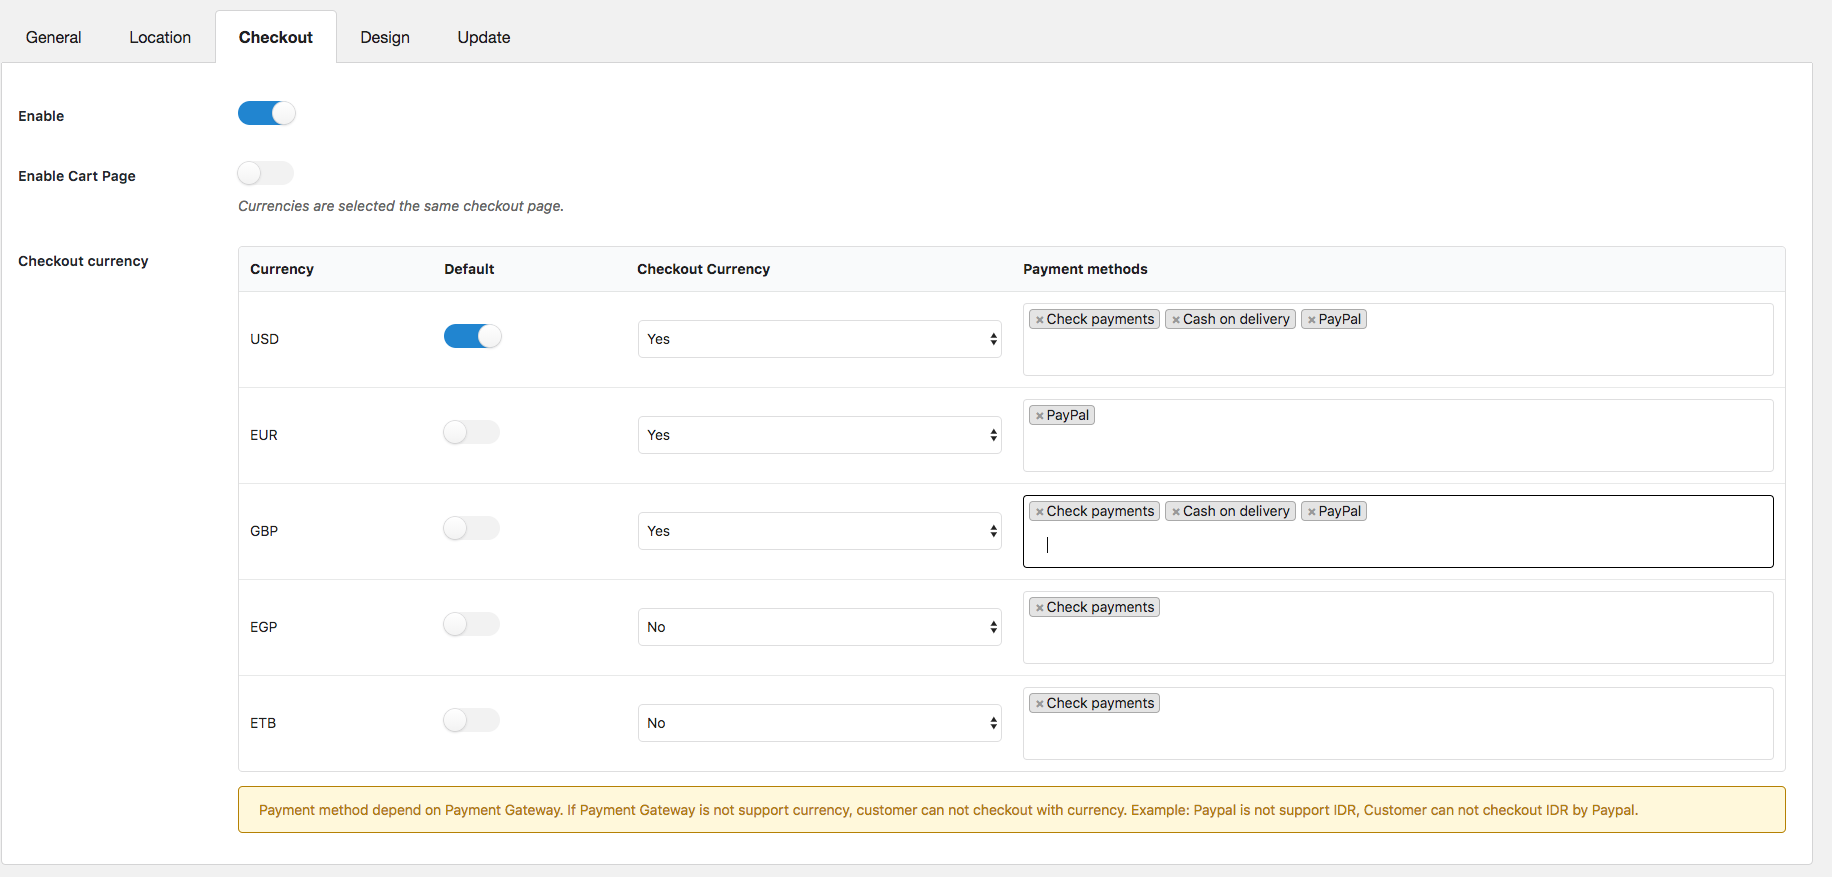 General Location Checkout Design Update
Enable
Enable Cart Page
Currencies are selected the same checkout page.
Checkout currency
Currency Default Checkout Currency Payment methods
USD Yes × Check payments × Cash on delivery × PayPal
EUR Yes × PayPal
GBP Yes × Check payments × Cash on delivery × PayPal
EGP No × Check payments
ETB No × Check payments
Payment method depend on Payment Gateway. If Payment Gateway is not support currency, customer can not checkout with currency. Example: Paypal is not support IDR, Customer can not checkout IDR by Paypal.